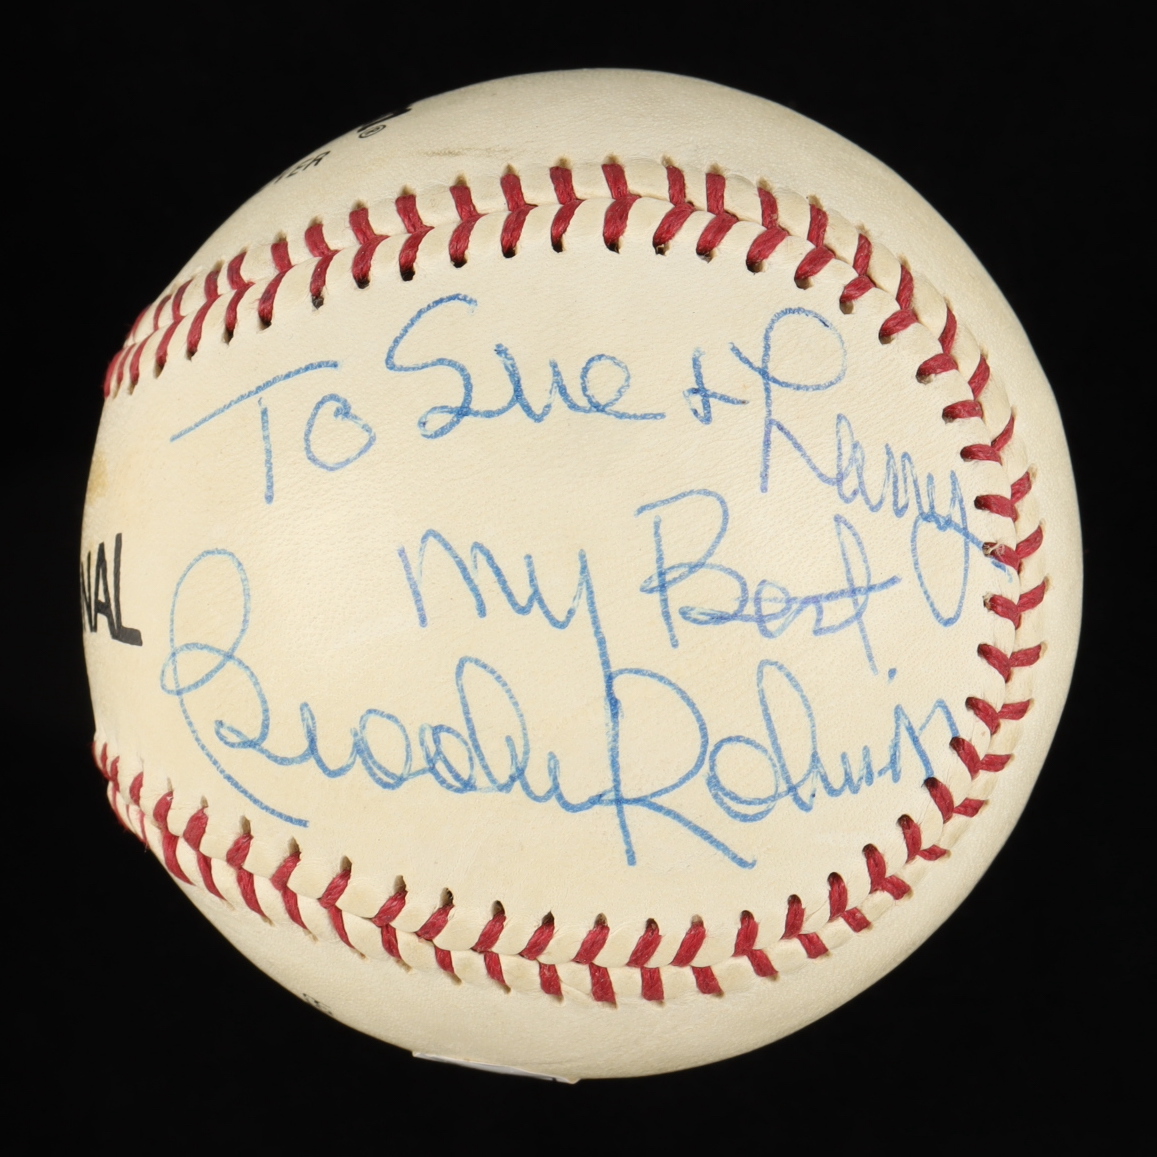 To Sue + Larry
My Best
Brooks Robinson
NAL